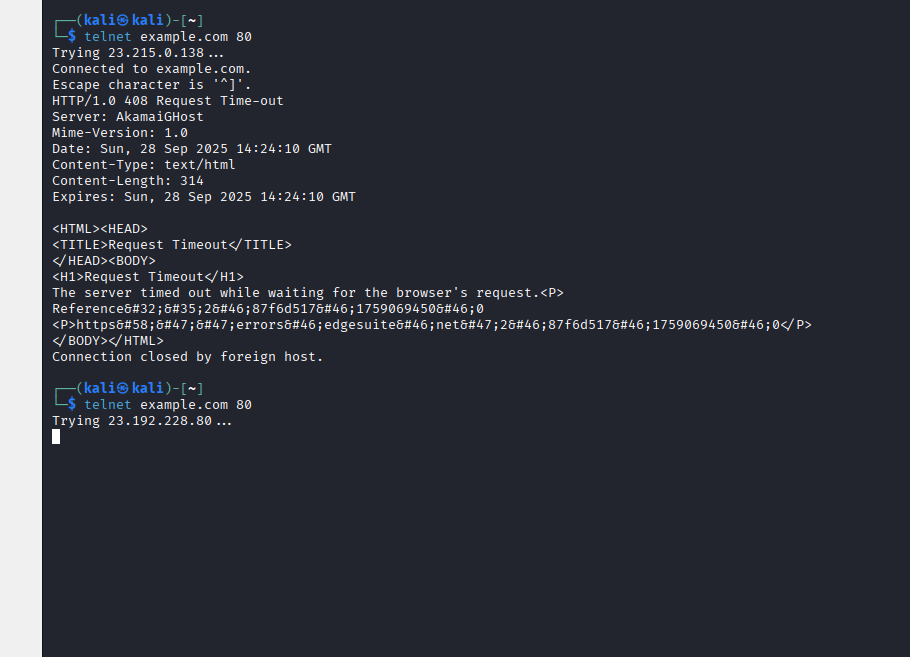 ┌──(kali㉿kali)-[~]
└─$ telnet example.com 80
Trying 23.215.0.138...
Connected to example.com.
Escape character is '^]'.
HTTP/1.0 408 Request Time-out
Server: AkamaiGHost
Mime-Version: 1.0
Date: Sun, 28 Sep 2025 14:24:10 GMT
Content-Type: text/html
Content-Length: 314
Expires: Sun, 28 Sep 2025 14:24:10 GMT

<HTML><HEAD>
<TITLE>Request Timeout</TITLE>
</HEAD><BODY>
<H1>Request Timeout</H1>
The server timed out while waiting for the browser's request.<P>
Reference&#32;&#35;2&#46;87f6d517&#46;1759069450&#46;0
<P>https&#58;&#47;&#47;errors&#46;edgesuite&#46;net&#47;2&#46;87f6d517&#46;1759069450&#46;0</P>
</BODY></HTML>
Connection closed by foreign host.

┌──(kali㉿kali)-[~]
└─$ telnet example.com 80
Trying 23.192.228.80...